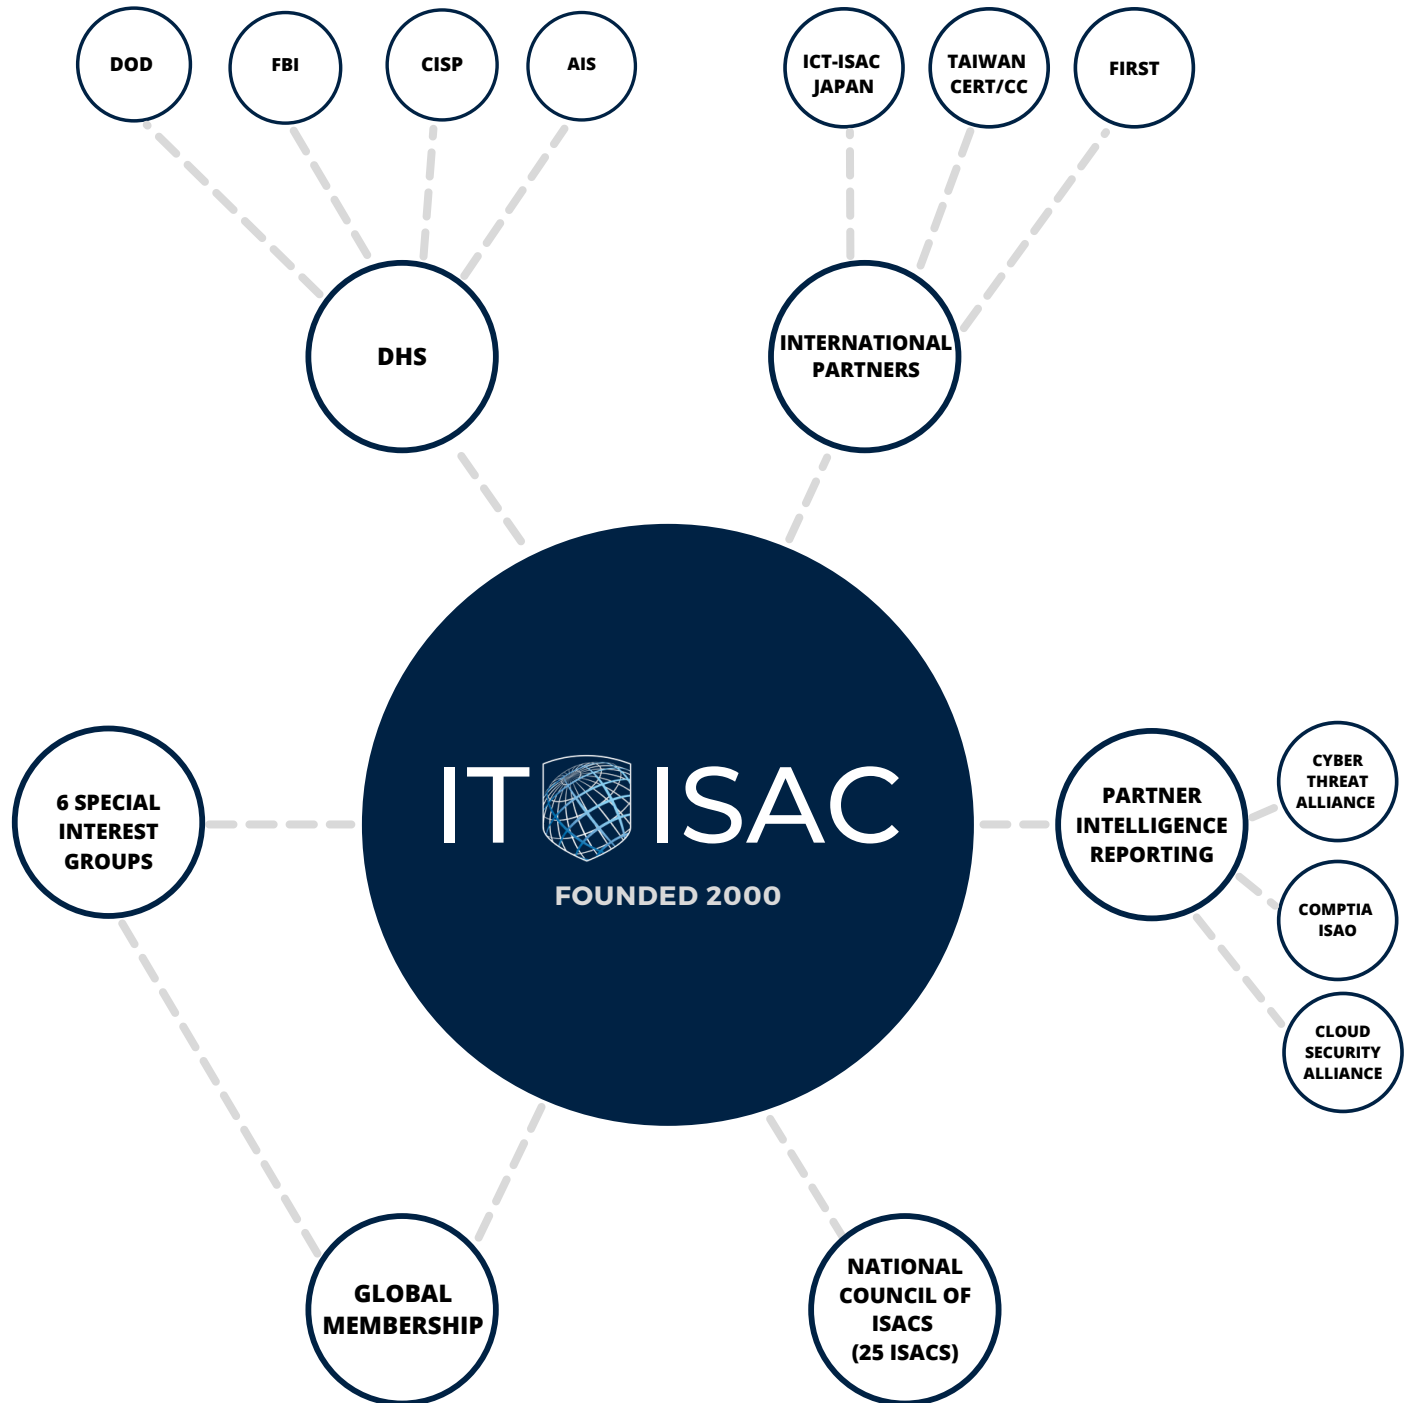 DOD
FBI
CISP
AIS
ICT-ISAC
JAPAN
TAIWAN
CERT/CC
FIRST
DHS
INTERNATIONAL
PARTNERS
6 SPECIAL
INTEREST
GROUPS
IT ISAC
FOUNDED 2000
PARTNER
INTELLIGENCE
REPORTING
CYBER
THREAT
ALLIANCE
COMPTIA
ISAO
CLOUD
SECURITY
ALLIANCE
GLOBAL
MEMBERSHIP
NATIONAL
COUNCIL OF
ISACS
(25 ISACS)